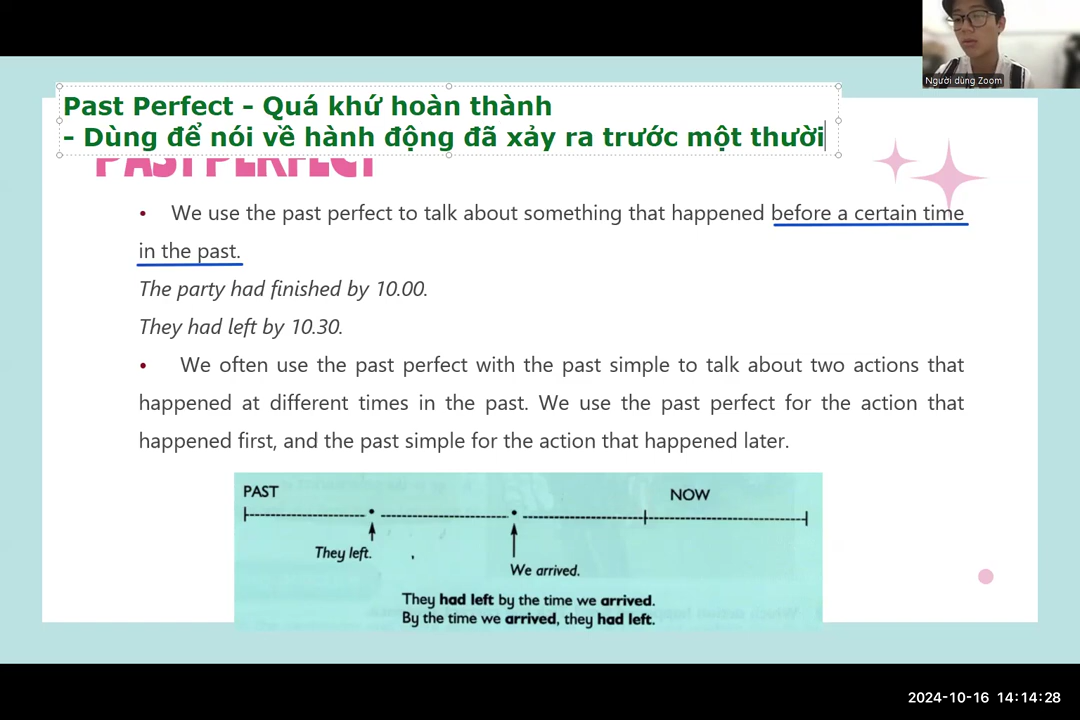 Người dùng Zoom
Past Perfect - Quá khứ hoàn thành
- Dùng để nói về hành động đã xảy ra trước một thười
PAST PERFECT
• We use the past perfect to talk about something that happened before a certain time
in the past.
The party had finished by 10.00.
They had left by 10.30.
• We often use the past perfect with the past simple to talk about two actions that
happened at different times in the past. We use the past perfect for the action that
happened first, and the past simple for the action that happened later.
PAST
NOW
They left.
We arrived.
They had left by the time we arrived.
By the time we arrived, they had left.
2024-10-16 14:14:28